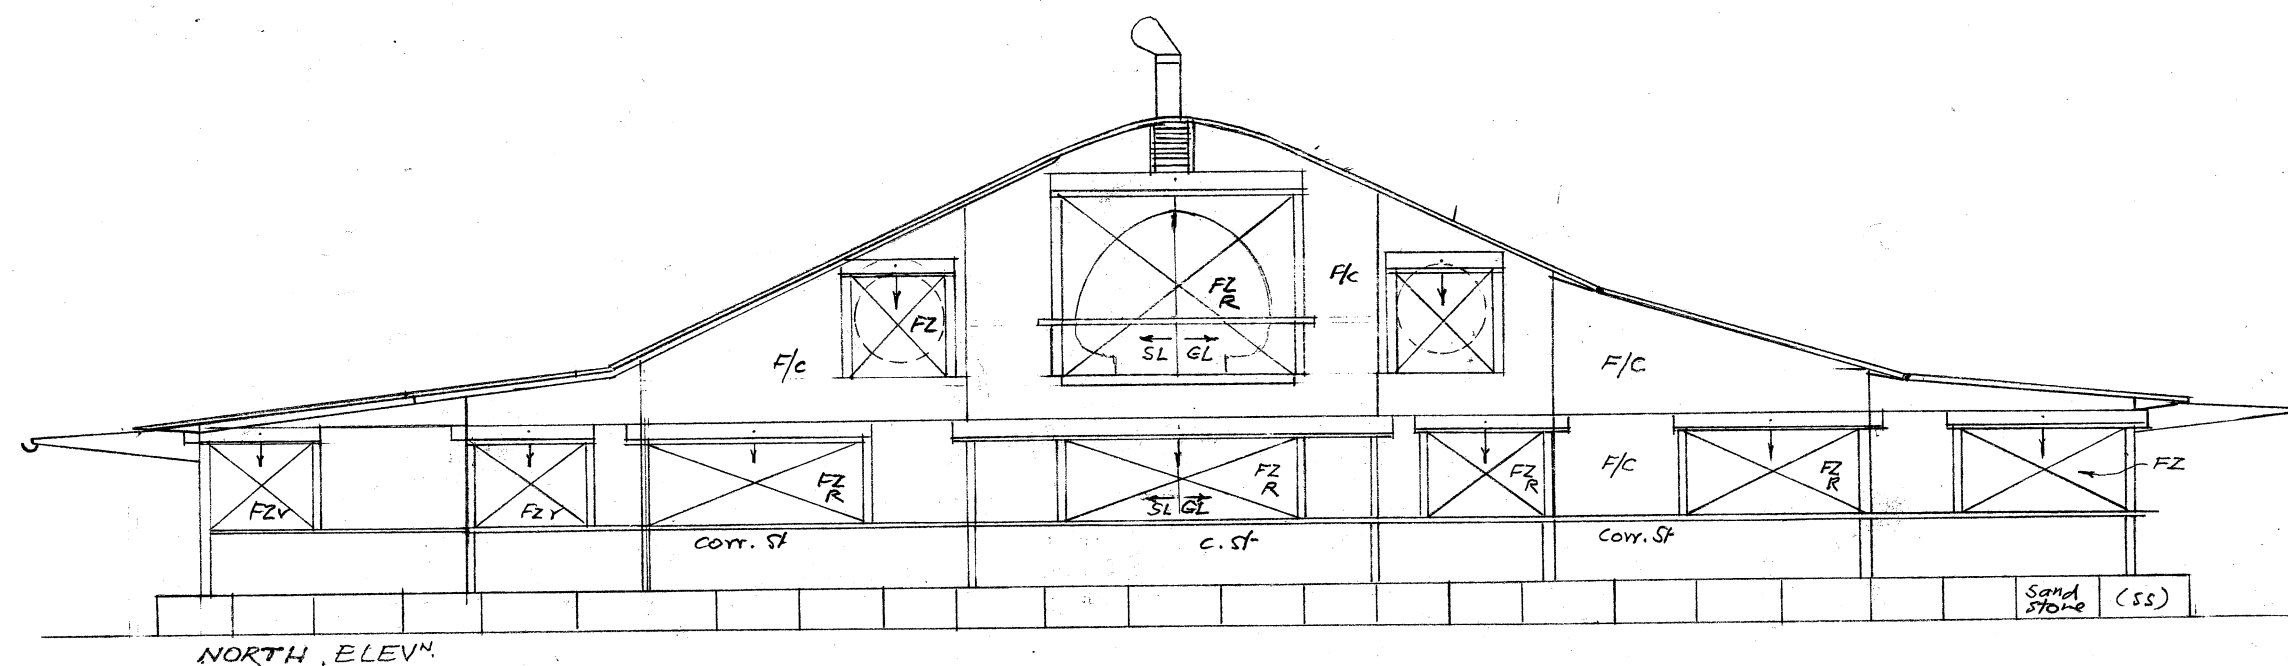 FZ
R
F/c
FZ
SL GL
F/c
F/C
FZr
FZr
FZ
R
FZ
R
SL GL
FZ
R
F/C
FZ
R
FZ
Corr. St
C. St
Corr. St
Sand
stone
(SS)
NORTH ELEVN.